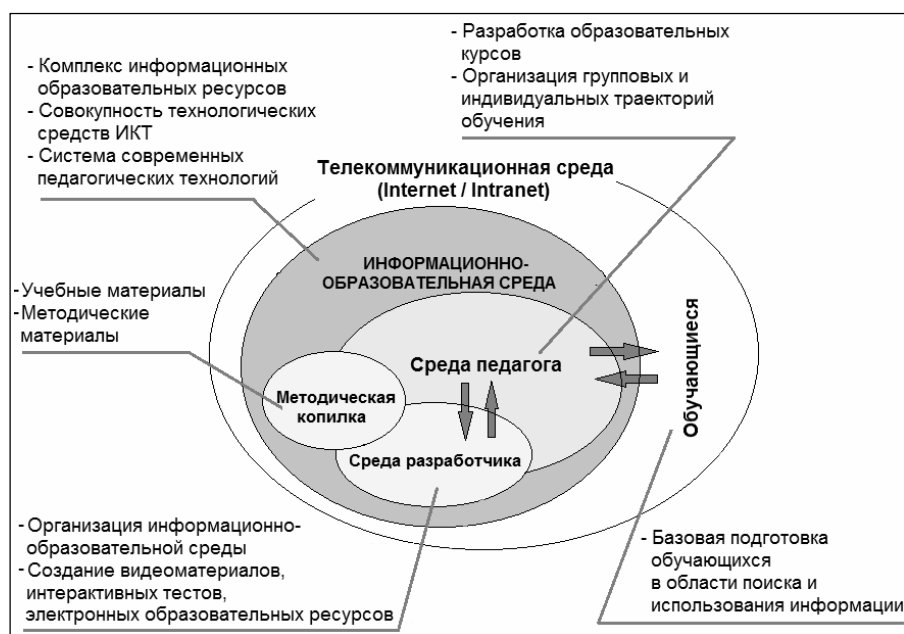 - Разработка образовательных
курсов
- Организация групповых и
индивидуальных траекторий
обучения
- Комплекс информационных
образовательных ресурсов
- Совокупность технологических
средств ИКТ
- Система современных
педагогических технологий
Телекоммуникационная среда
(Internet / Intranet)
ИНФОРМАЦИОННО-
ОБРАЗОВАТЕЛЬНАЯ СРЕДА
- Учебные материалы
- Методические
материалы
Среда педагога
Обучающиеся
Методическая
копилка
Среда разработчика
- Организация информационно-
образовательной среды
- Создание видеоматериалов,
интерактивных тестов,
электронных образовательных ресурсов
- Базовая подготовка
обучающихся
в области поиска и
использования информации